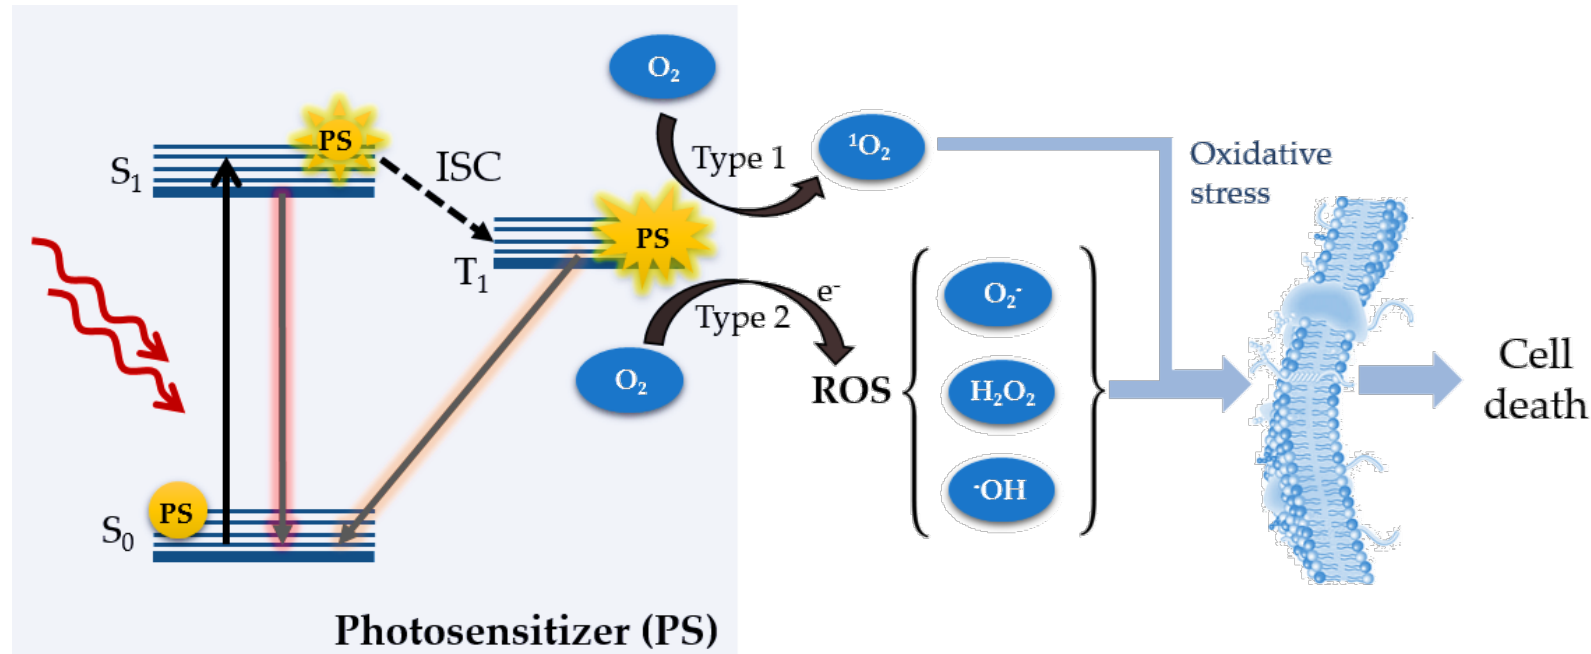 O₂
PS
ISC
Type 1
¹O₂
S₁
Oxidative
stress
PS
T₁
e⁻
Type 2
O₂⁻
O₂
ROS
H₂O₂
Cell
death
⁻OH
PS
S₀
Photosensitizer (PS)